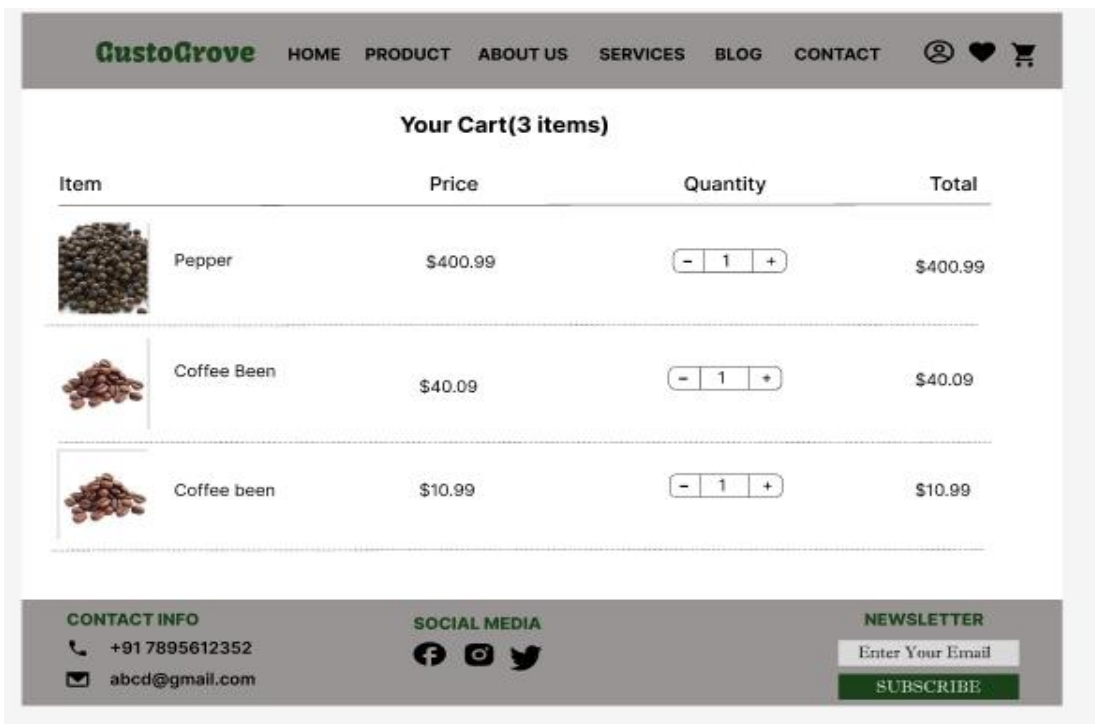 GustoGrove HOME PRODUCT ABOUT US SERVICES BLOG CONTACT
Your Cart(3 items)
Item Price Quantity Total
Pepper $400.99 - 1 + $400.99
Coffee Been $40.09 - 1 + $40.09
Coffee been $10.99 - 1 + $10.99
CONTACT INFO SOCIAL MEDIA NEWSLETTER
+91 7895612352 Enter Your Email
abcd@gmail.com SUBSCRIBE